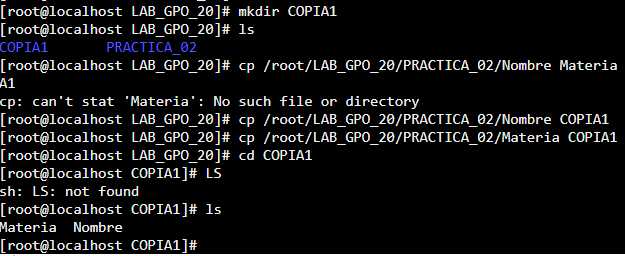 [root@localhost LAB_GPO_20]# mkdir COPIA1
[root@localhost LAB_GPO_20]# ls
COPIA1       PRACTICA_02
[root@localhost LAB_GPO_20]# cp /root/LAB_GPO_20/PRACTICA_02/Nombre Materia
A1
cp: can't stat 'Materia': No such file or directory
[root@localhost LAB_GPO_20]# cp /root/LAB_GPO_20/PRACTICA_02/Nombre COPIA1
[root@localhost LAB_GPO_20]# cp /root/LAB_GPO_20/PRACTICA_02/Materia COPIA1
[root@localhost LAB_GPO_20]# cd COPIA1
[root@localhost COPIA1]# LS
sh: LS: not found
[root@localhost COPIA1]# ls
Materia  Nombre
[root@localhost COPIA1]#